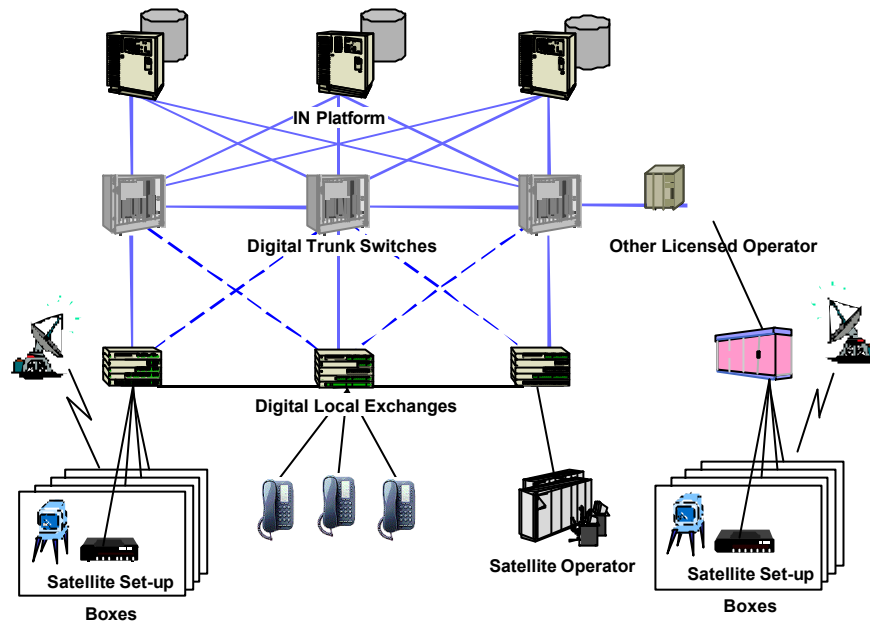 IN Platform
Digital Trunk Switches
Other Licensed Operator
Digital Local Exchanges
Satellite Operator
Satellite Set-up
Boxes
Satellite Set-up
Boxes